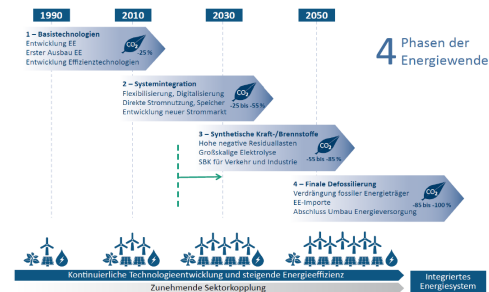 1990
2010
2030
2050
4 Phasen der
Energiewende
1 – Basistechnologien
Entwicklung EE
Erster Ausbau EE
Entwicklung Effizienztechnologien
CO₂
-25 %
2 – Systemintegration
Flexibilisierung, Digitalisierung
Direkte Stromnutzung, Speicher
Entwicklung neuer Strommarkt
CO₂
-25 bis -55 %
3 – Synthetische Kraft-/Brennstoffe
Hohe negative Residuallasten
Großskalige Elektrolyse
SBK für Verkehr und Industrie
CO₂
-55 bis -85 %
4 – Finale Defossilierung
Verdrängung fossiler Energieträger
EE-Importe
Abschluss Umbau Energieversorgung
CO₂
-85 bis -100 %
Kontinuierliche Technologieentwicklung und steigende Energieeffizienz
Zunehmende Sektorkopplung
Integriertes
Energiesystem